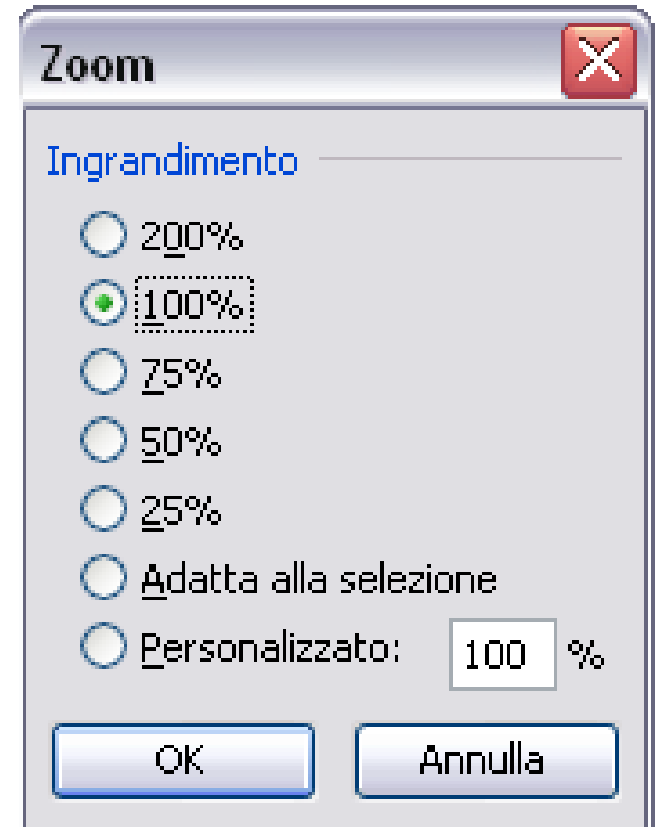 Zoom
Ingrandimento
200%
100%
75%
50%
25%
Adatta alla selezione
Personalizzato: 100 %
OK Annulla